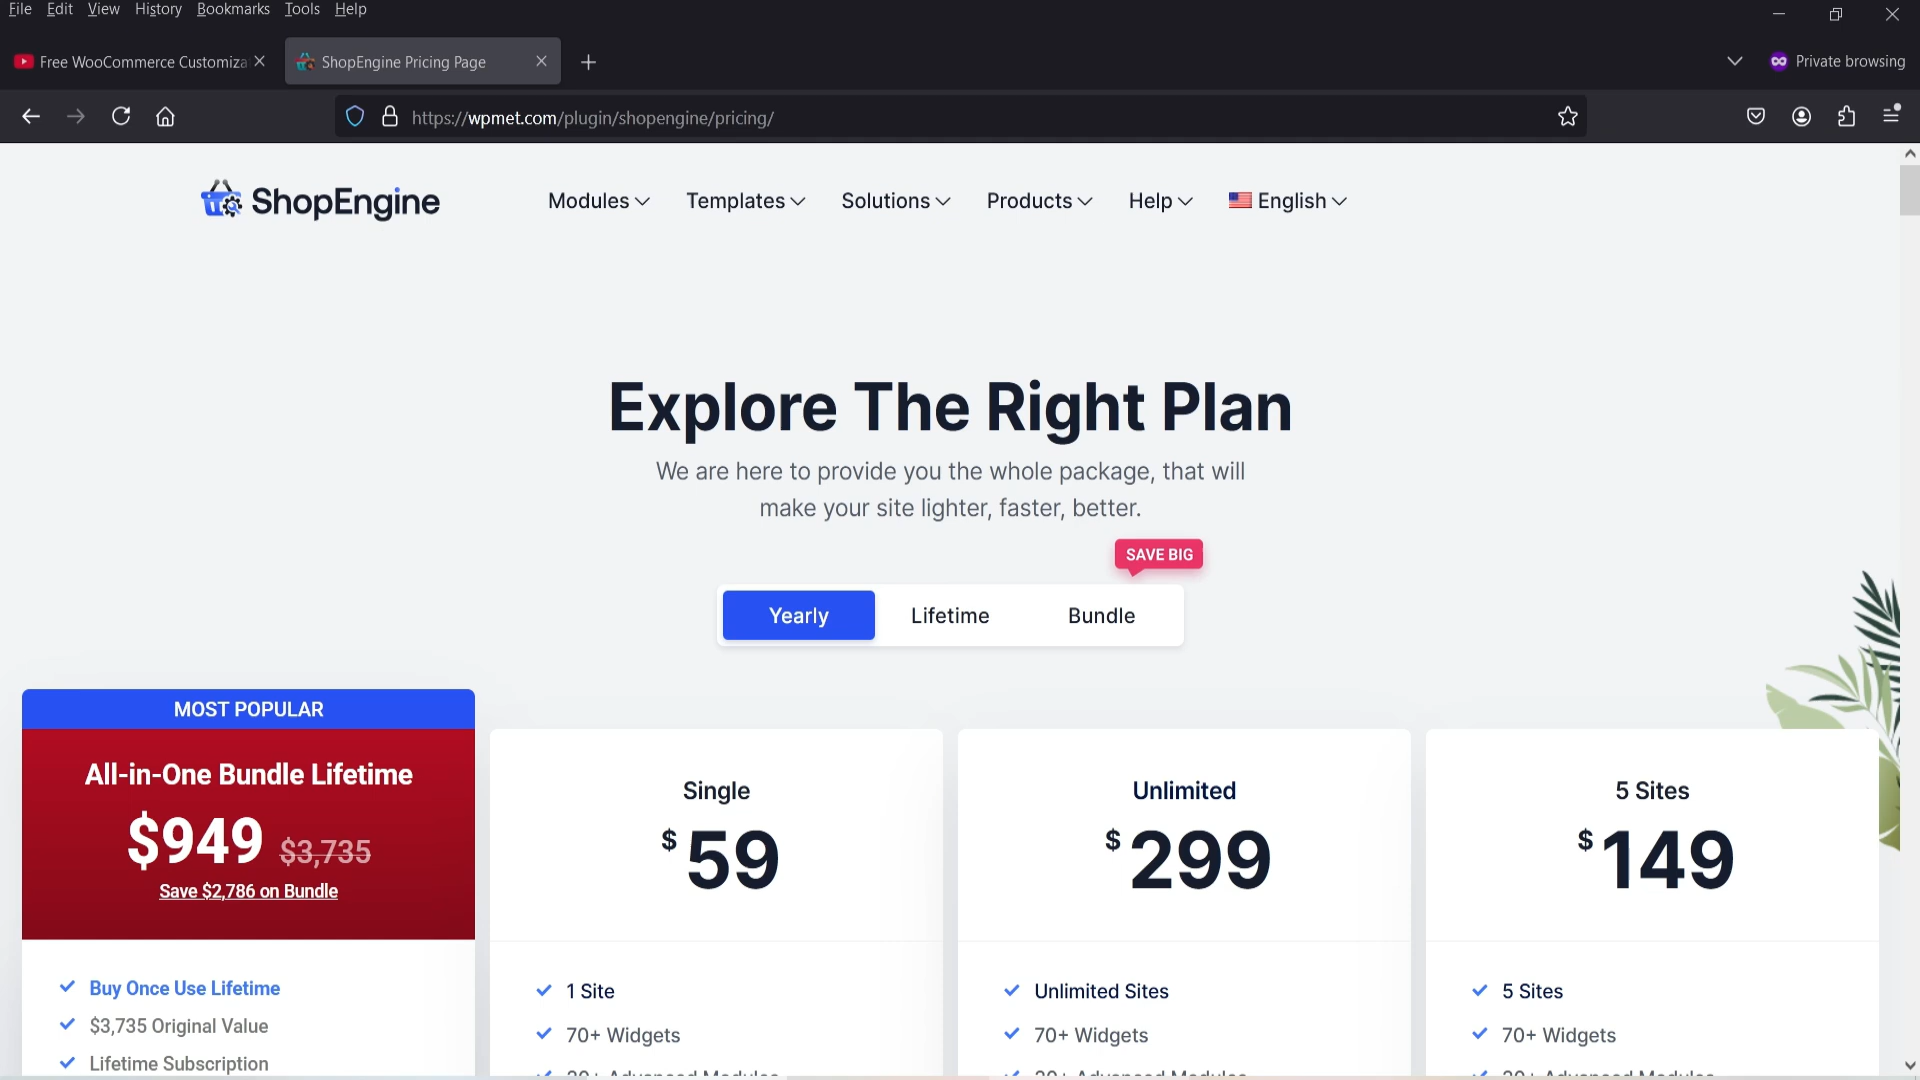 File Edit View History Bookmarks Tools Help
Free WooCommerce Customiza
ShopEngine Pricing Page
Private browsing
https://wpmet.com/plugin/shopengine/pricing/
ShopEngine
Modules
Templates
Solutions
Products
Help
English
Explore The Right Plan
We are here to provide you the whole package, that will
make your site lighter, faster, better.
SAVE BIG
Yearly
Lifetime
Bundle
MOST POPULAR
All-in-One Bundle Lifetime
$949 $3,735
Save $2,786 on Bundle
Buy Once Use Lifetime
$3,735 Original Value
Lifetime Subscription
Single
$59
1 Site
70+ Widgets
Unlimited
$299
Unlimited Sites
70+ Widgets
5 Sites
$149
5 Sites
70+ Widgets